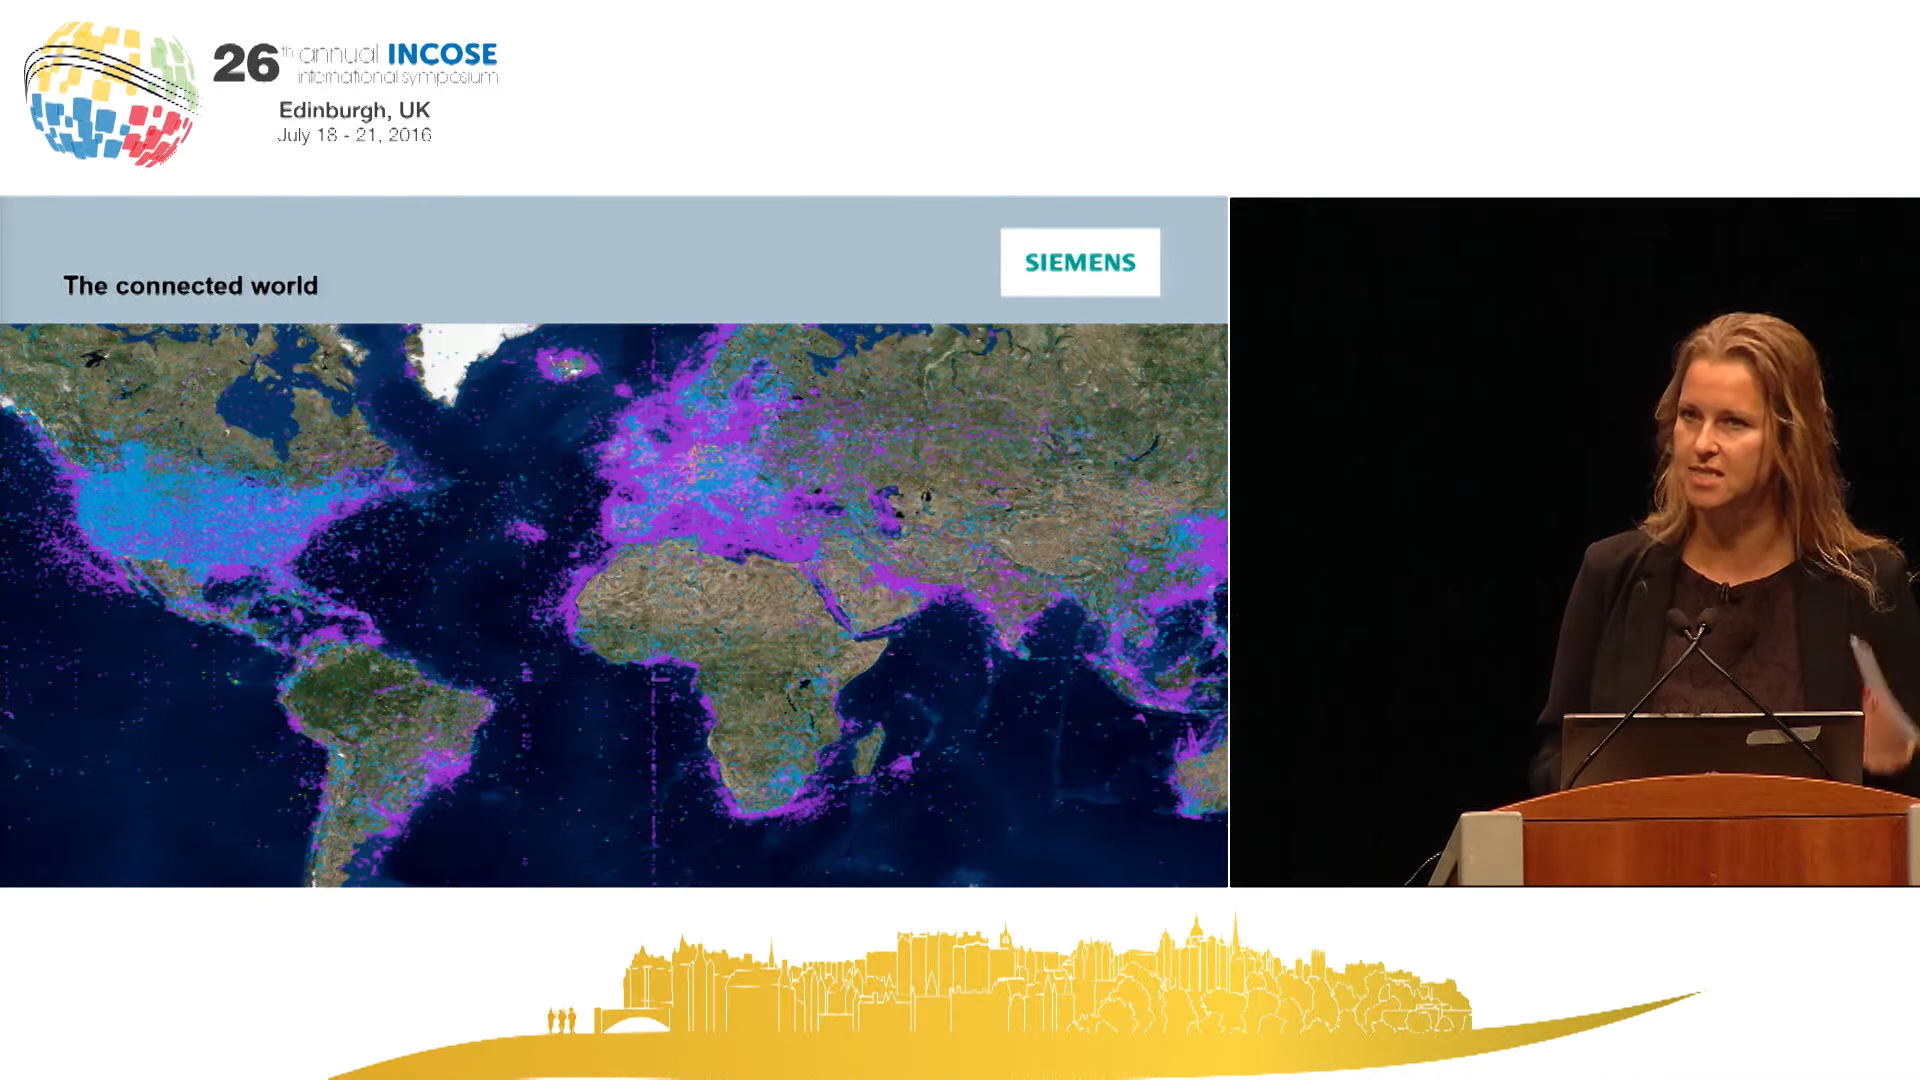 26th annual INCOSE
international symposium
Edinburgh, UK
July 18 - 21, 2016
SIEMENS
The connected world